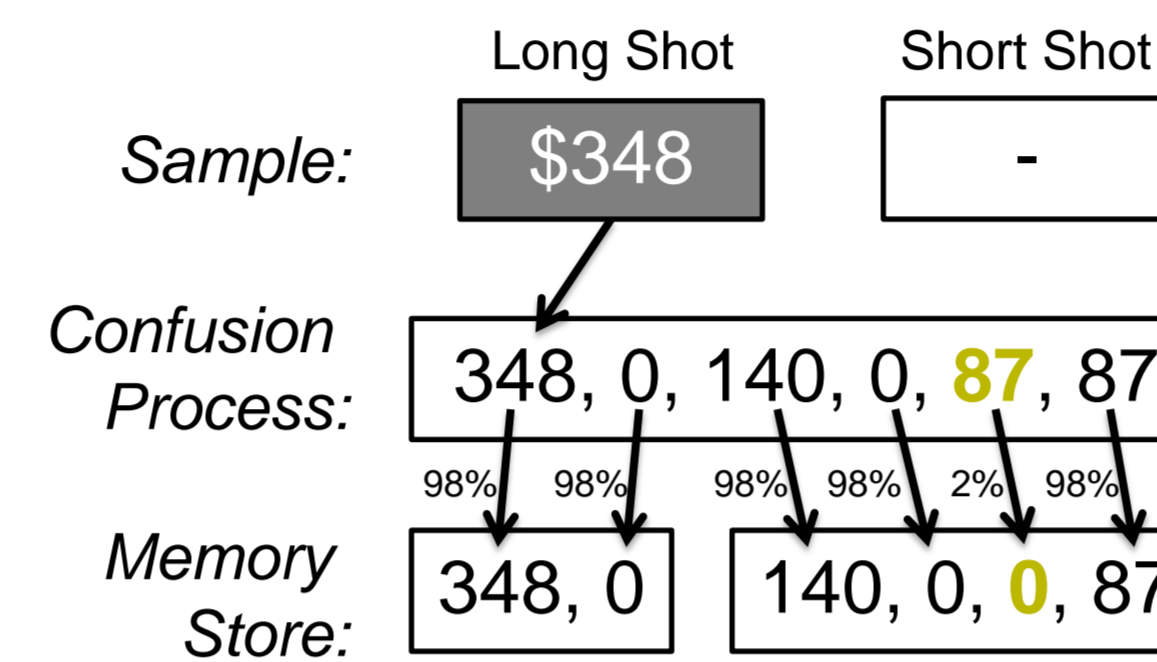 Long Shot Short Shot
Sample: $348 -
Confusion Process: 348, 0, 140, 0, 87, 87
98% 98% 98% 98% 2% 98%
Memory Store: 348, 0 140, 0, 0, 87